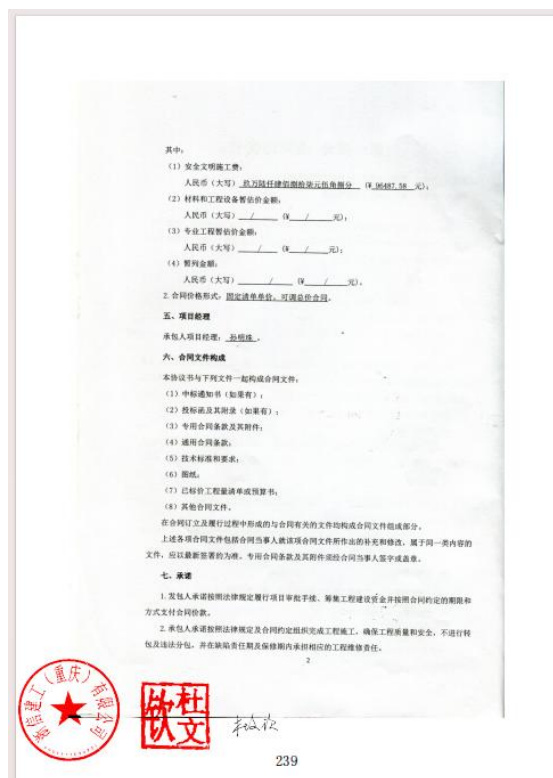 其中:
(1)安全文明施工费:
人民币(大写) 玖万陆仟肆佰捌拾柒元伍角捌分 (¥ 96487.58 元);
(2)材料和工程设备暂估价金额:
人民币(大写) / (¥ / 元);
(3)专业工程暂估价金额:
人民币(大写) / (¥ / 元);
(4)暂列金额:
人民币(大写) / (¥ / 元)。
2.合同价格形式: 固定清单单价,可调总价合同。
五、项目经理
承包人项目经理: 孙明珠 。
六、合同文件构成
本协议书与下列文件一起构成合同文件:
(1)中标通知书(如果有);
(2)投标函及其附录(如果有);
(3)专用合同条款及其附件;
(4)通用合同条款;
(5)技术标准和要求;
(6)图纸;
(7)已标价工程量清单或预算书;
(8)其他合同文件。
在合同订立及履行过程中形成的与合同有关的文件均构成合同文件组成部分。
上述各项合同文件包括合同当事人就该项合同文件所作出的补充和修改,属于同一类内容的
文件,应以最新签署的为准。专用合同条款及其附件须经合同当事人签字或盖章。
七、承诺
1.发包人承诺按照法律规定履行项目审批手续、筹集工程建设资金并按照合同约定的期限和
方式支付合同价款。
2.承包人承诺按照法律规定及合同约定组织完成工程施工,确保工程质量和安全,不进行转
包及违法分包,并在缺陷责任期及保修期内承担相应的工程维修责任。
2
建工(重庆)有限公司
杜文钦
杜文钦
239